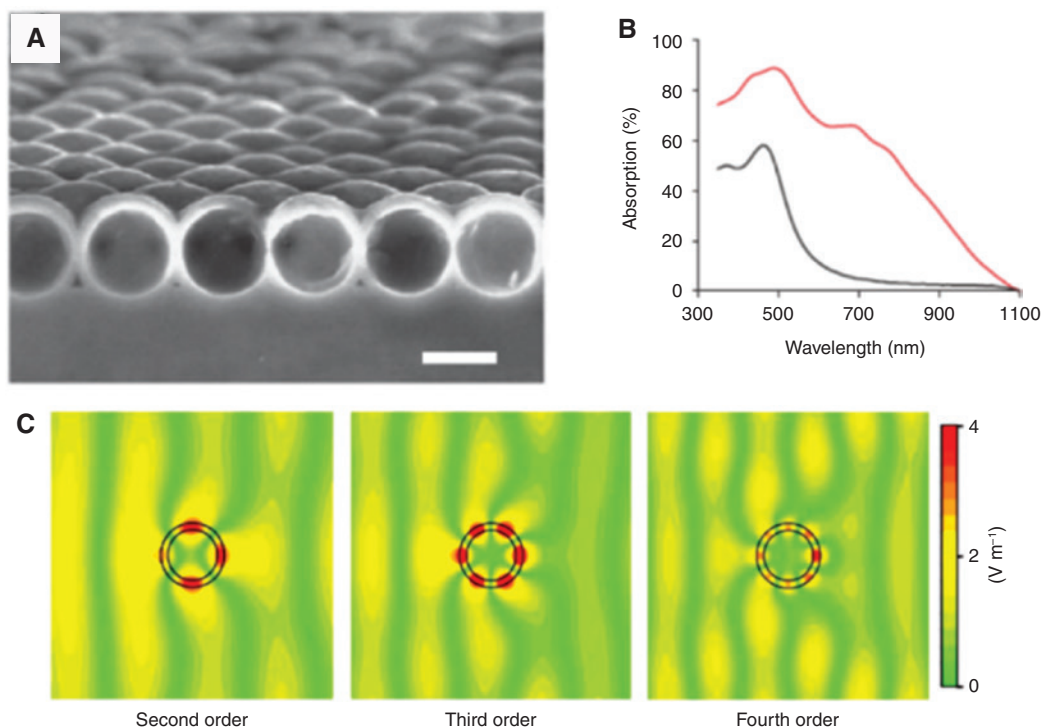 A
B
100
80
60
40
20
0
Absorption (%)
300 500 700 900 1100
Wavelength (nm)
C
4
2
0
(V m⁻¹)
Second order Third order Fourth order